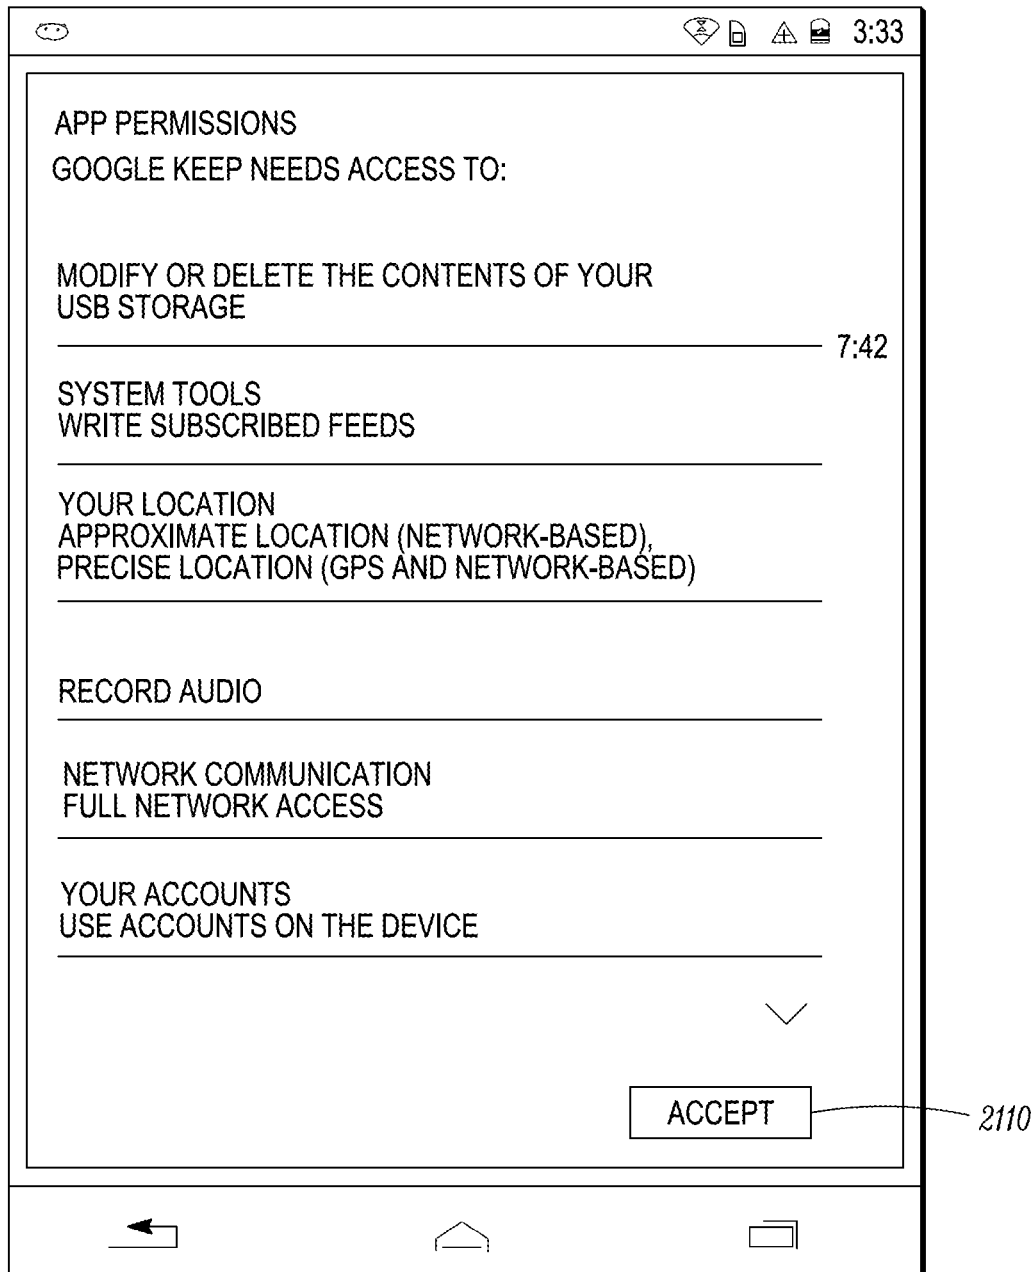 3:33
APP PERMISSIONS
GOOGLE KEEP NEEDS ACCESS TO:
MODIFY OR DELETE THE CONTENTS OF YOUR
USB STORAGE
7:42
SYSTEM TOOLS
WRITE SUBSCRIBED FEEDS
YOUR LOCATION
APPROXIMATE LOCATION (NETWORK-BASED),
PRECISE LOCATION (GPS AND NETWORK-BASED)
RECORD AUDIO
NETWORK COMMUNICATION
FULL NETWORK ACCESS
YOUR ACCOUNTS
USE ACCOUNTS ON THE DEVICE
ACCEPT
2110